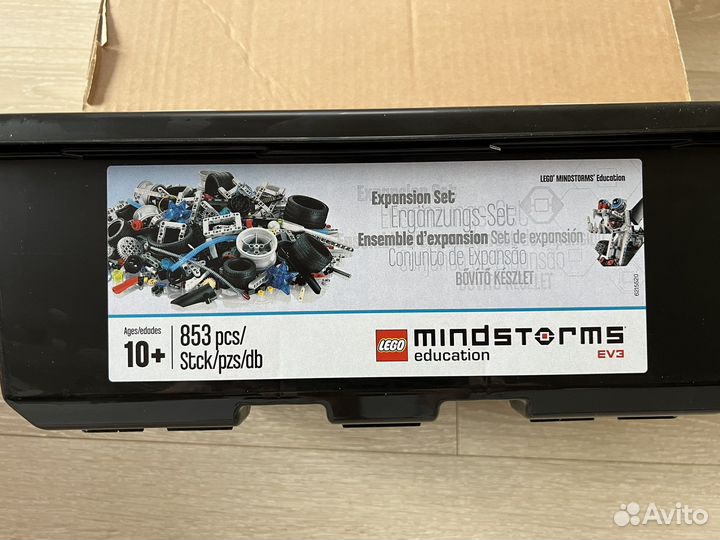 LEGO® MINDSTORMS® Education
Expansion Set
Ergänzungs-Set
Ensemble d'expansion Set de expansión
Conjunto de Expansão
BŐVÍTŐ KÉSZLET
6215520
Ages/edades
10+
853 pcs/
Stck/pzs/db
LEGO mindstorms
education
EV3
Avito